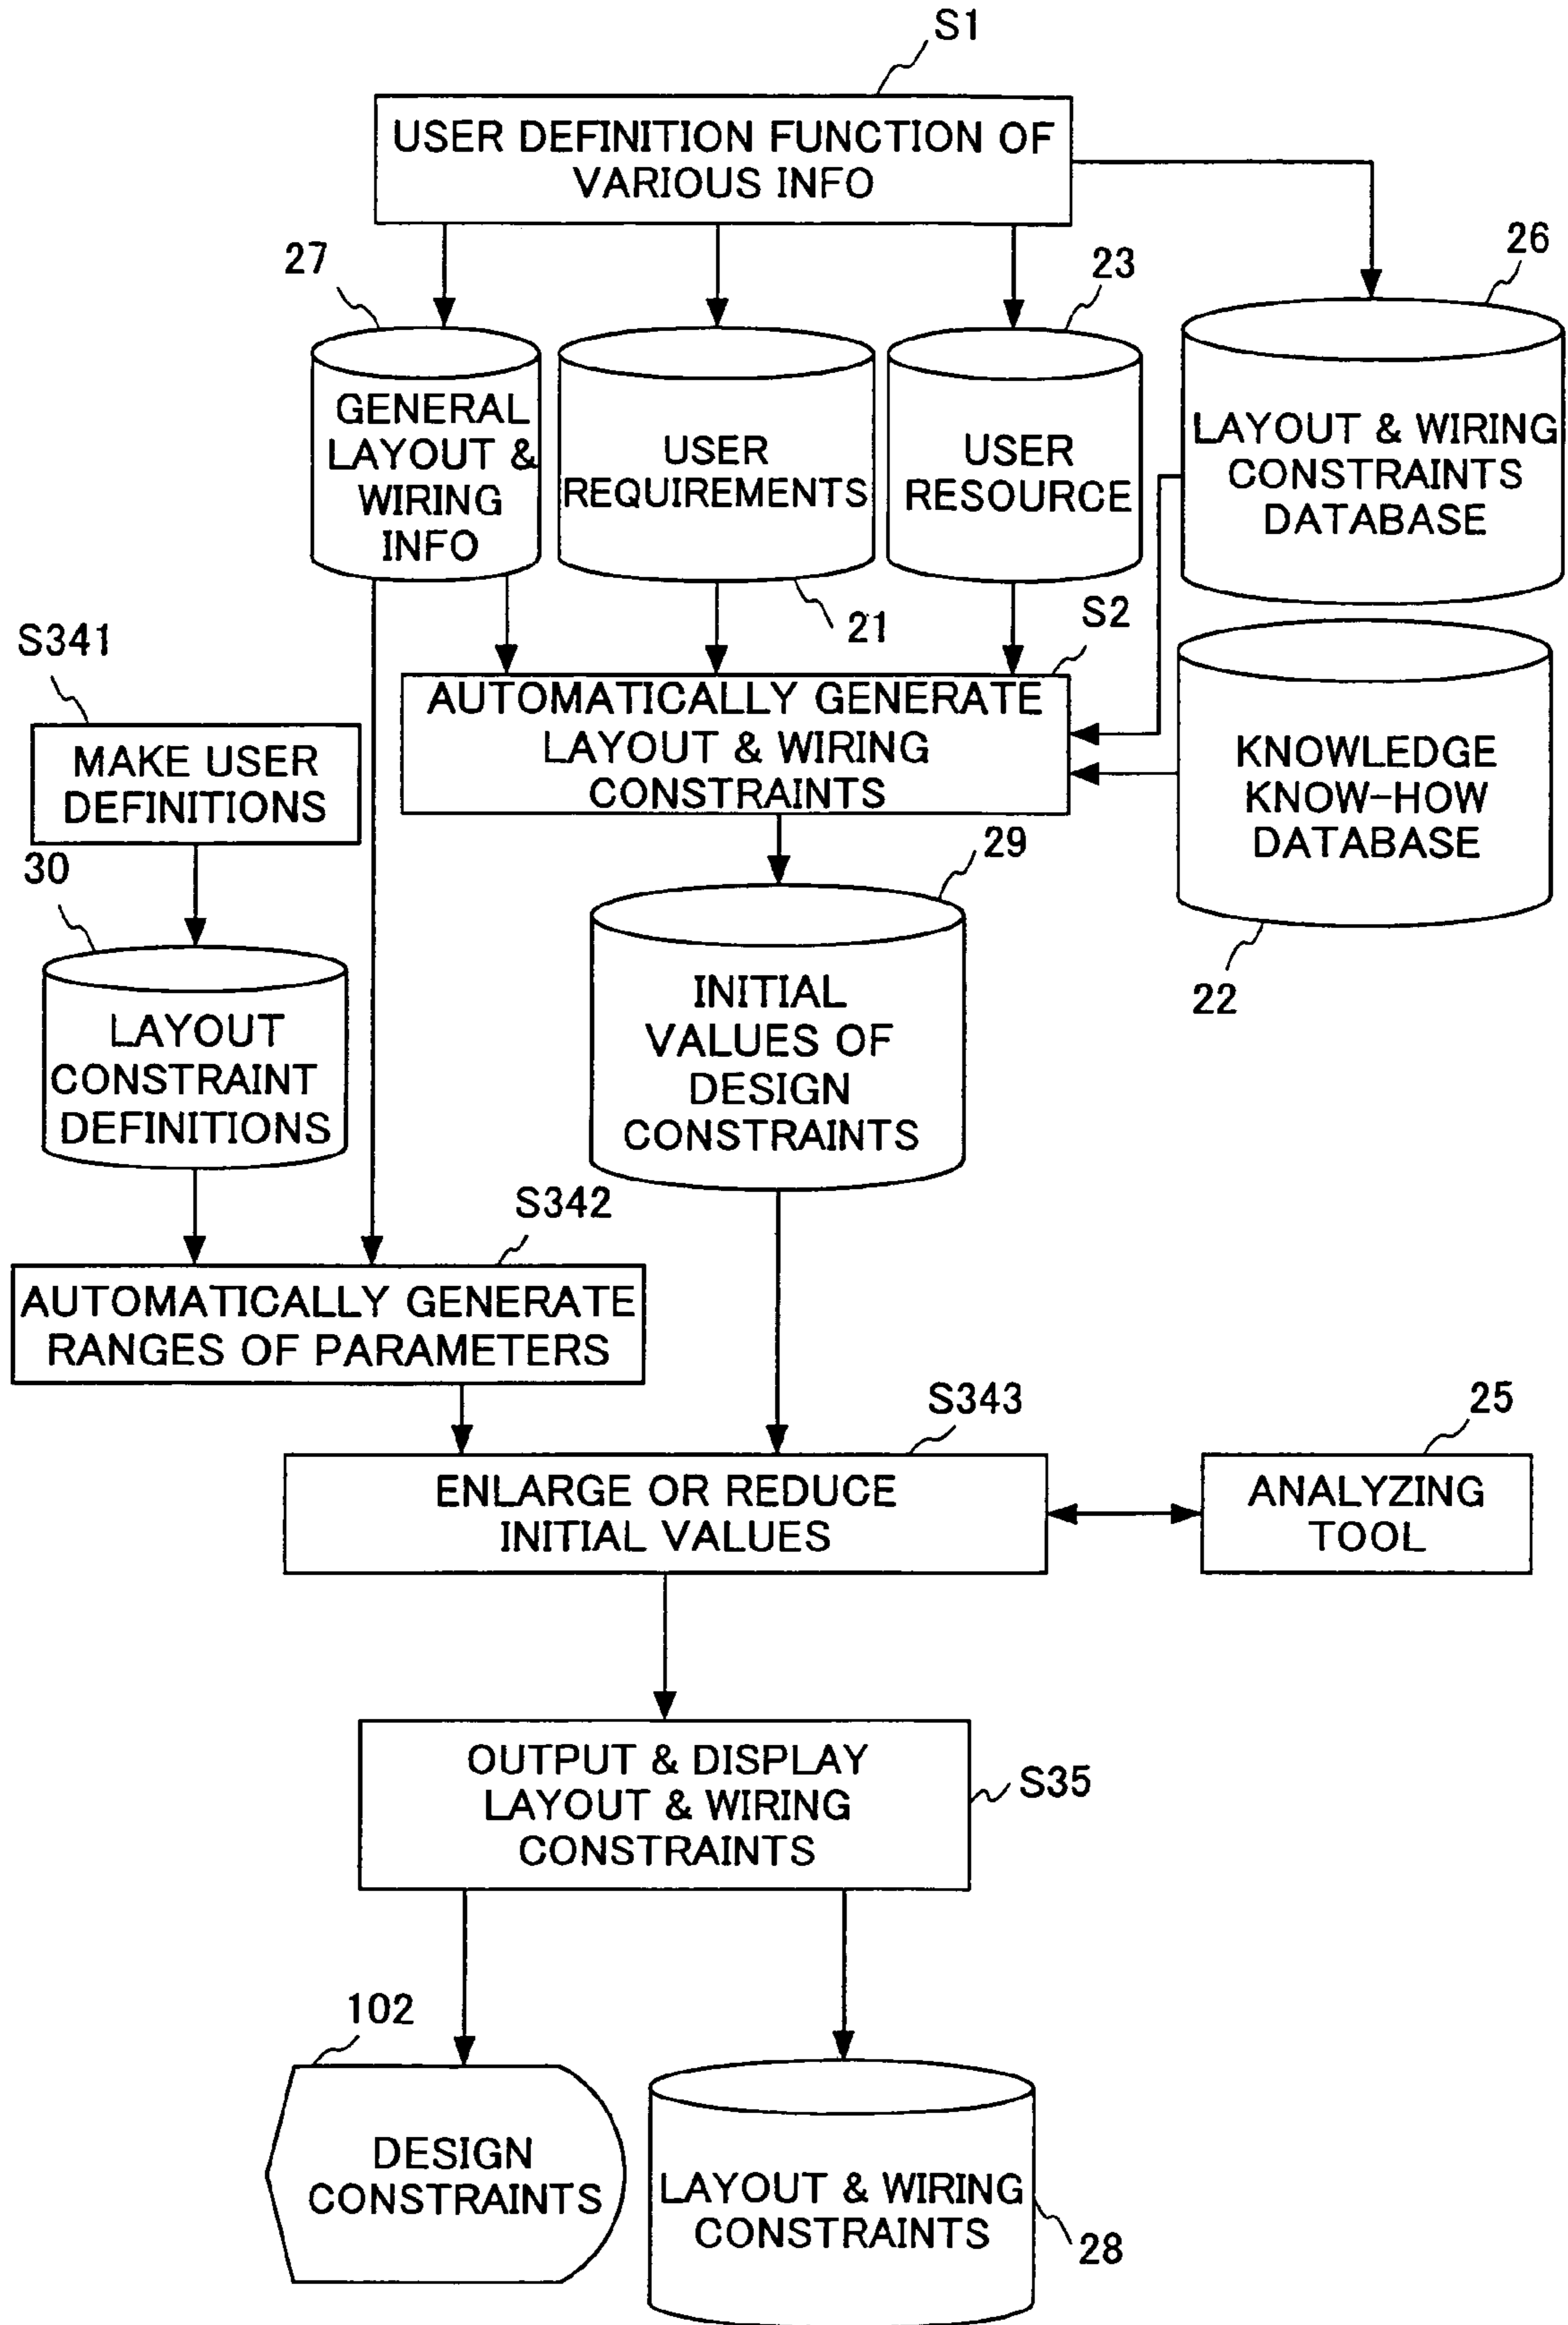 S1
USER DEFINITION FUNCTION OF
VARIOUS INFO
27
23
26
GENERAL
LAYOUT &
WIRING
INFO
USER
REQUIREMENTS
USER
RESOURCE
LAYOUT & WIRING
CONSTRAINTS
DATABASE
21
S2
S341
MAKE USER
DEFINITIONS
AUTOMATICALLY GENERATE
LAYOUT & WIRING
CONSTRAINTS
KNOWLEDGE
KNOW-HOW
DATABASE
30
29
22
LAYOUT
CONSTRAINT
DEFINITIONS
INITIAL
VALUES OF
DESIGN
CONSTRAINTS
S342
AUTOMATICALLY GENERATE
RANGES OF PARAMETERS
S343
25
ENLARGE OR REDUCE
INITIAL VALUES
ANALYZING
TOOL
OUTPUT & DISPLAY
LAYOUT & WIRING
CONSTRAINTS
S35
102
DESIGN
CONSTRAINTS
LAYOUT & WIRING
CONSTRAINTS
28